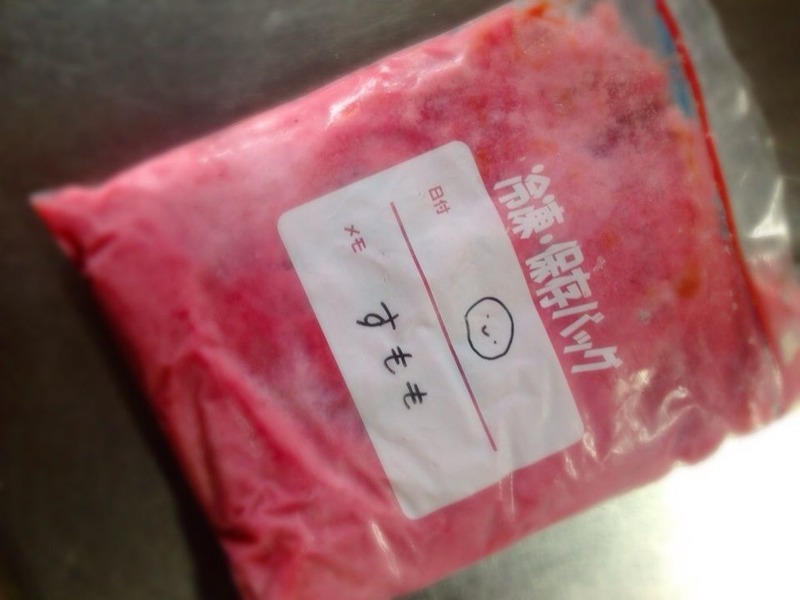 冷凍・保存バッグ
日付
メモ すもも